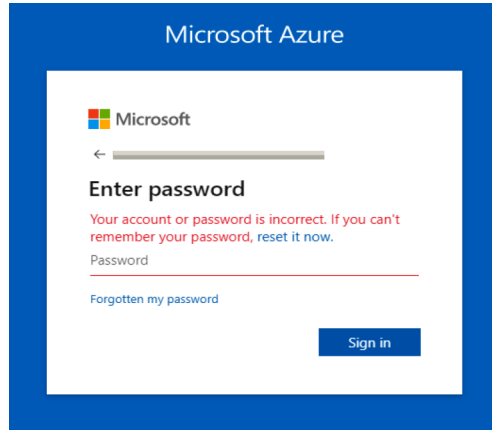 Microsoft Azure
Microsoft
Enter password
Your account or password is incorrect. If you can't
remember your password, reset it now.
Password
Forgotten my password
Sign in